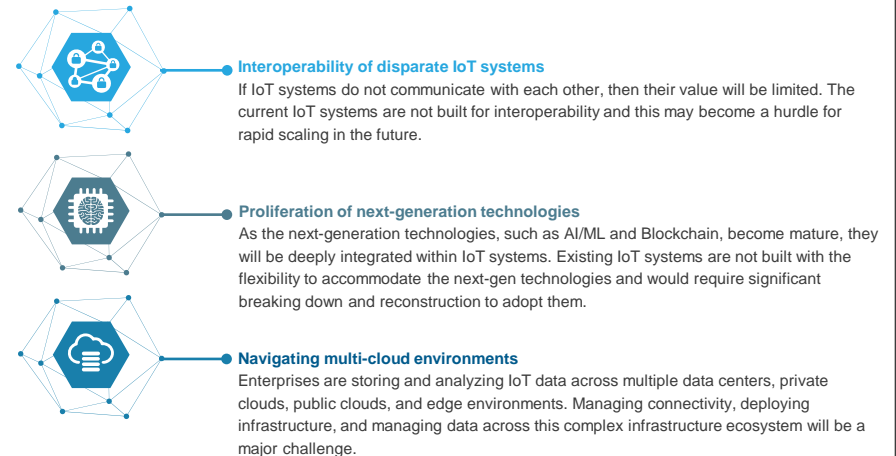 Interoperability of disparate IoT systems
If IoT systems do not communicate with each other, then their value will be limited. The
current IoT systems are not built for interoperability and this may become a hurdle for
rapid scaling in the future.
Proliferation of next-generation technologies
As the next-generation technologies, such as AI/ML and Blockchain, become mature, they
will be deeply integrated within IoT systems. Existing IoT systems are not built with the
flexibility to accommodate the next-gen technologies and would require significant
breaking down and reconstruction to adopt them.
Navigating multi-cloud environments
Enterprises are storing and analyzing IoT data across multiple data centers, private
clouds, public clouds, and edge environments. Managing connectivity, deploying
infrastructure, and managing data across this complex infrastructure ecosystem will be a
major challenge.